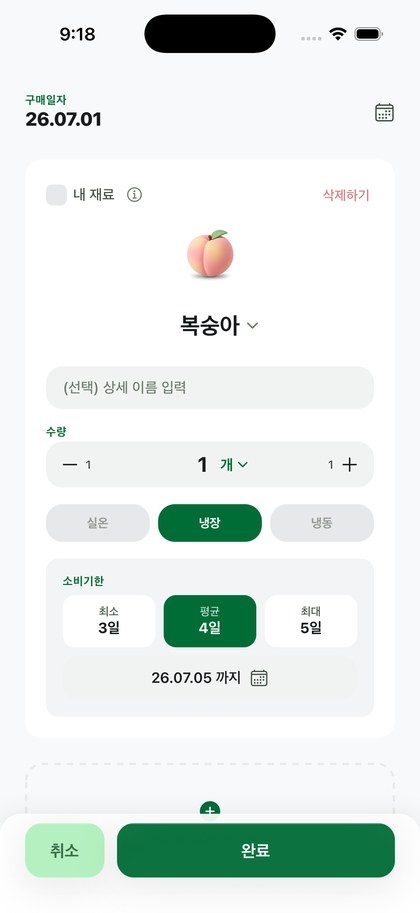 9:18
구매일자
26.07.01
내 재료
삭제하기
복숭아
(선택) 상세 이름 입력
수량
1 1 개 1
실온 냉장 냉동
소비기한
최소 평균 최대
3일 4일 5일
26.07.05 까지
취소 완료